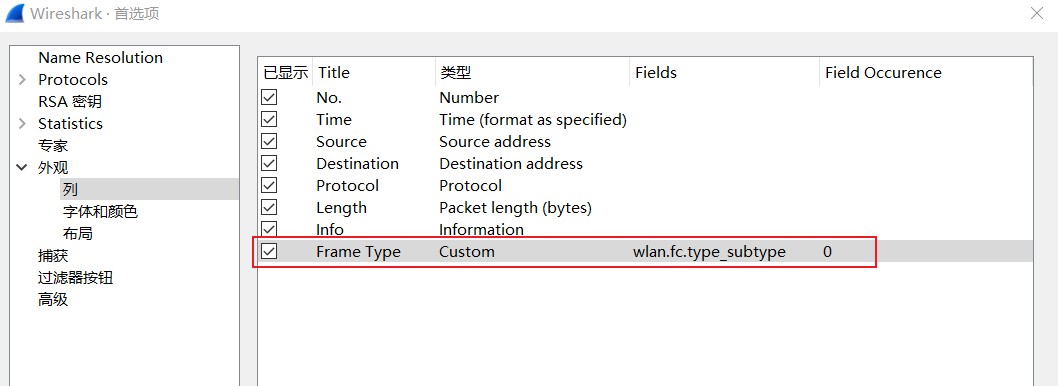 Wireshark · 首选项
Name Resolution
Protocols
RSA 密钥
Statistics
专家
外观
列
字体和颜色
布局
捕获
过滤器按钮
高级
已显示 Title 类型 Fields Field Occurence
No. Number
Time Time (format as specified)
Source Source address
Destination Destination address
Protocol Protocol
Length Packet length (bytes)
Info Information
Frame Type Custom wlan.fc.type_subtype 0